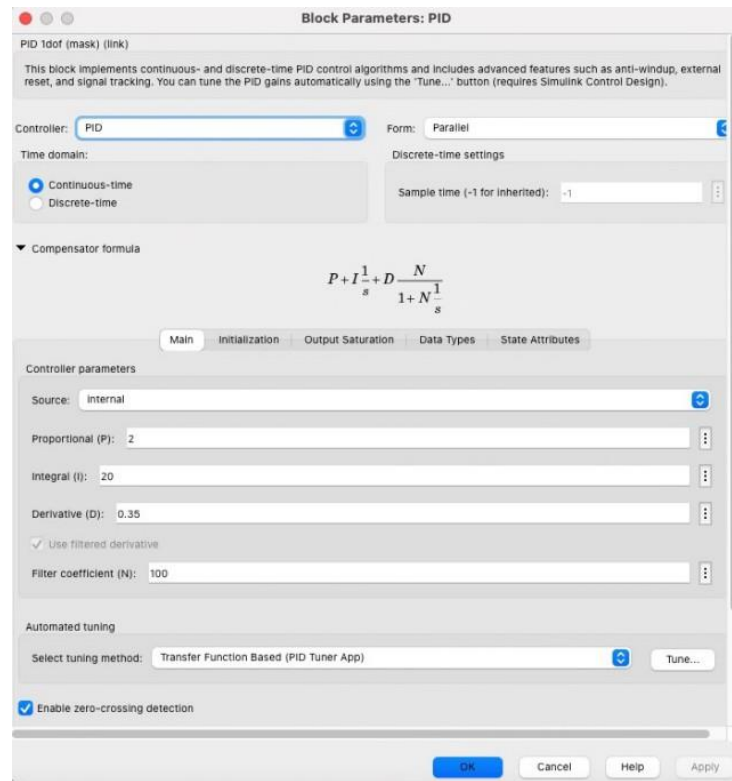 Block Parameters: PID
PID 1dof (mask) (link)
This block implements continuous- and discrete-time PID control algorithms and includes advanced features such as anti-windup, external
reset, and signal tracking. You can tune the PID gains automatically using the 'Tune...' button (requires Simulink Control Design).
Controller: PID Form: Parallel
Time domain: Discrete-time settings
Continuous-time
Discrete-time
Sample time (-1 for inherited): -1
Compensator formula
P + I 1/s + D N/(1 + N 1/s)
Main Initialization Output Saturation Data Types State Attributes
Controller parameters
Source: internal
Proportional (P): 2
Integral (I): 20
Derivative (D): 0.35
Use filtered derivative
Filter coefficient (N): 100
Automated tuning
Select tuning method: Transfer Function Based (PID Tuner App) Tune...
Enable zero-crossing detection
OK Cancel Help Apply